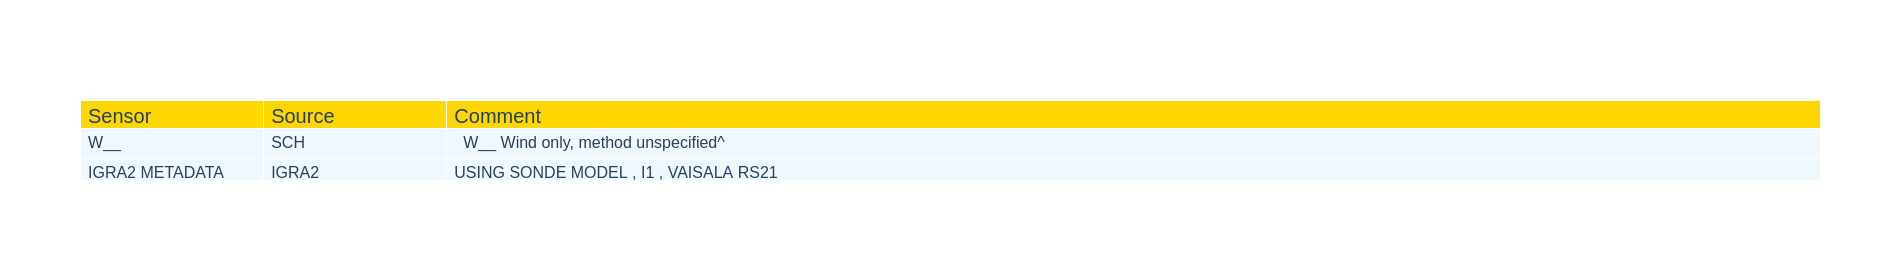 Sensor Source Comment
W__ SCH W__ Wind only, method unspecified^
IGRA2 METADATA IGRA2 USING SONDE MODEL , I1 , VAISALA RS21